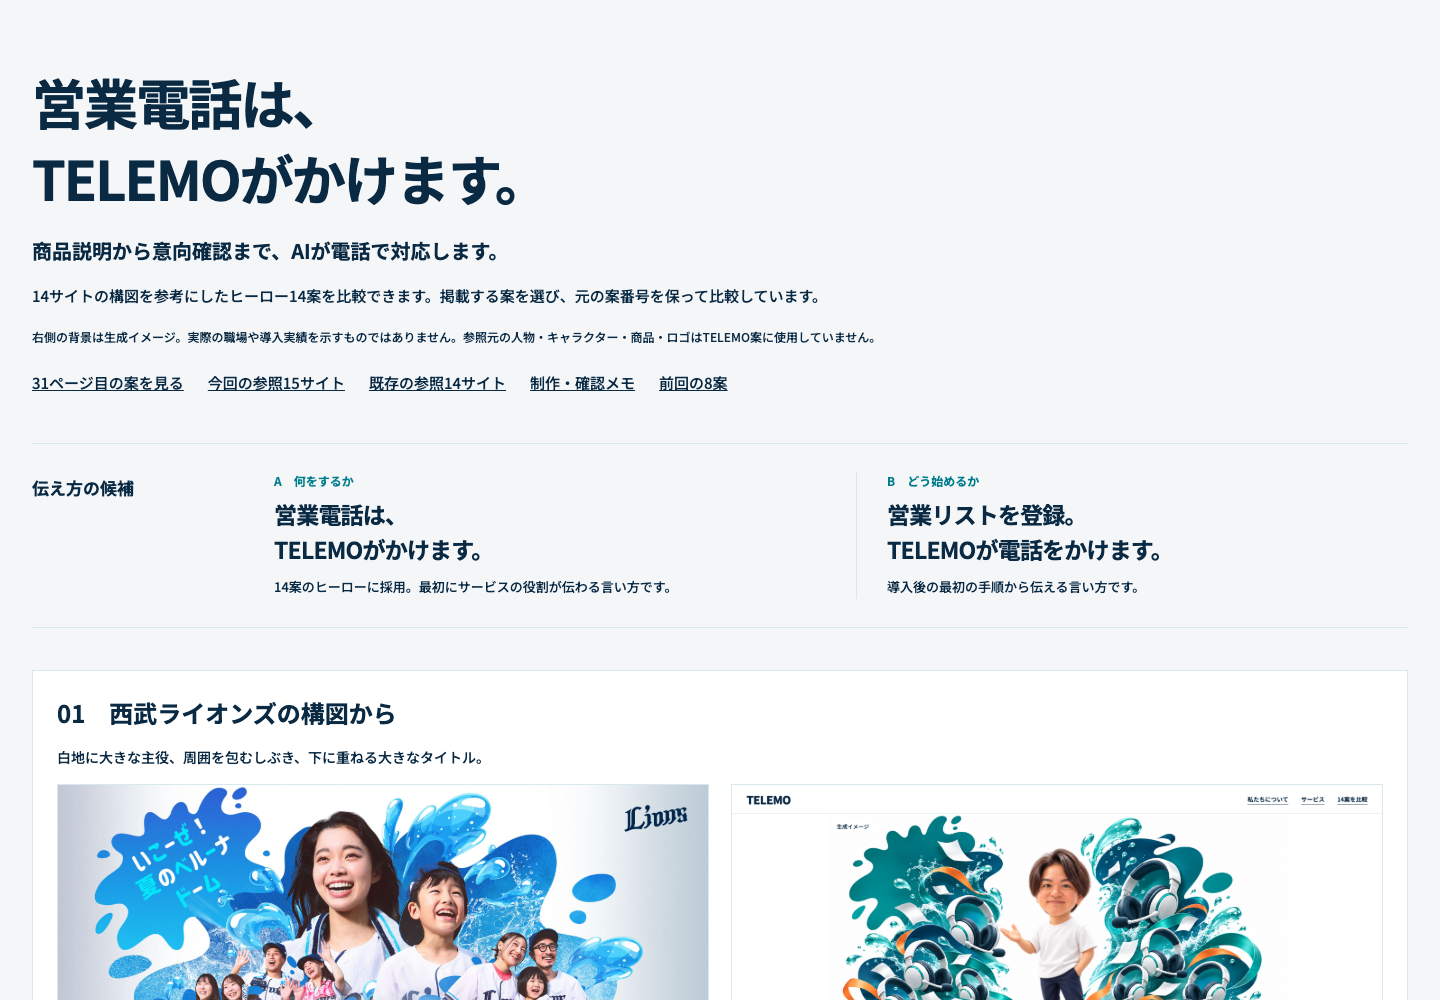 営業電話は、
TELEMOがかけます。
商品説明から意向確認まで、AIが電話で対応します。
14サイトの構図を参考にしたヒーロー14案を比較できます。掲載する案を選び、元の案番号を保って比較しています。
右側の背景は生成イメージ。実際の職場や導入実績を示すものではありません。参照元の人物・キャラクター・商品・ロゴはTELEMO案に使用していません。
31ページ目の案を見る 今回の参照15サイト 既存の参照14サイト 制作・確認メモ 前回の8案
伝え方の候補
A 何をするか
営業電話は、
TELEMOがかけます。
14案のヒーローに採用。最初にサービスの役割が伝わる言い方です。
B どう始めるか
営業リストを登録。
TELEMOが電話をかけます。
導入後の最初の手順から伝える言い方です。
01 西武ライオンズの構図から
白地に大きな主役、周囲を包むしぶき、下に重ねる大きなタイトル。
いこーぜ!
夏のベルーナ
ドーム
Lions
Lions
TELEMO
私たちについて サービス 14案を比較
生成イメージ